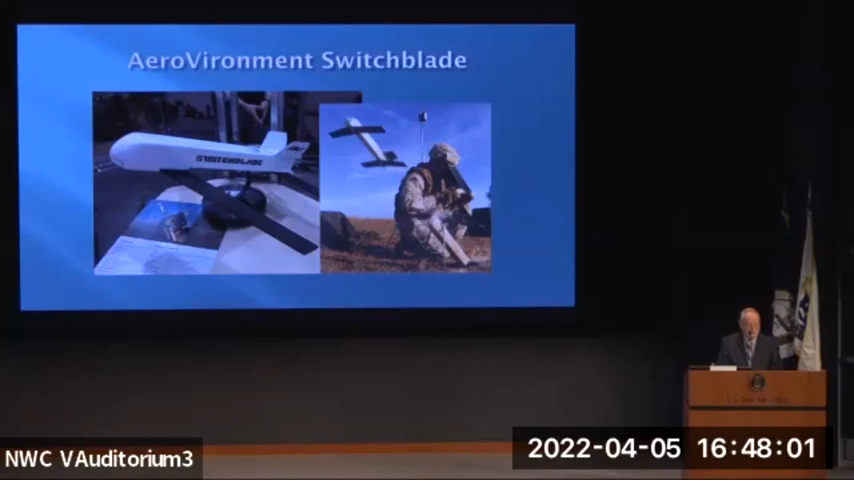 AeroVironment Switchblade
SWITCHBLADE
NWC VAuditorium3
2022-04-05 16:48:01